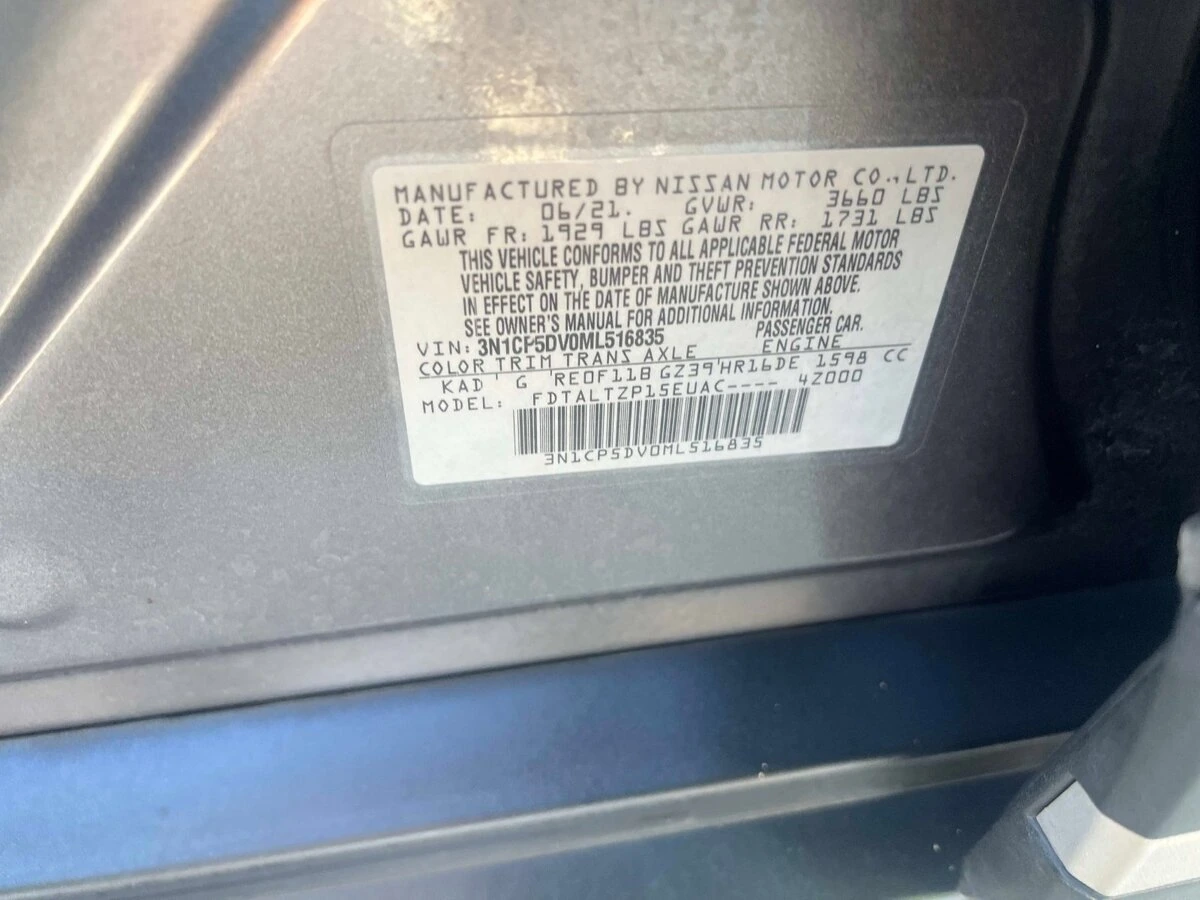 MANUFACTURED BY NISSAN MOTOR CO.,LTD.
DATE: 06/21. GVWR: 3660 LBS
GAWR FR: 1929 LBS GAWR RR: 1731 LBS
THIS VEHICLE CONFORMS TO ALL APPLICABLE FEDERAL MOTOR
VEHICLE SAFETY, BUMPER AND THEFT PREVENTION STANDARDS
IN EFFECT ON THE DATE OF MANUFACTURE SHOWN ABOVE.
SEE OWNER'S MANUAL FOR ADDITIONAL INFORMATION.
VIN: 3N1CP5DV0ML516835 PASSENGER CAR.
COLOR TRIM TRANS AXLE ENGINE
KAD G RE0F11B GZ39 HR16DE 1598 CC
MODEL: FDTALTZP15EUAC---- 4Z000
3N1CP5DV0ML516835